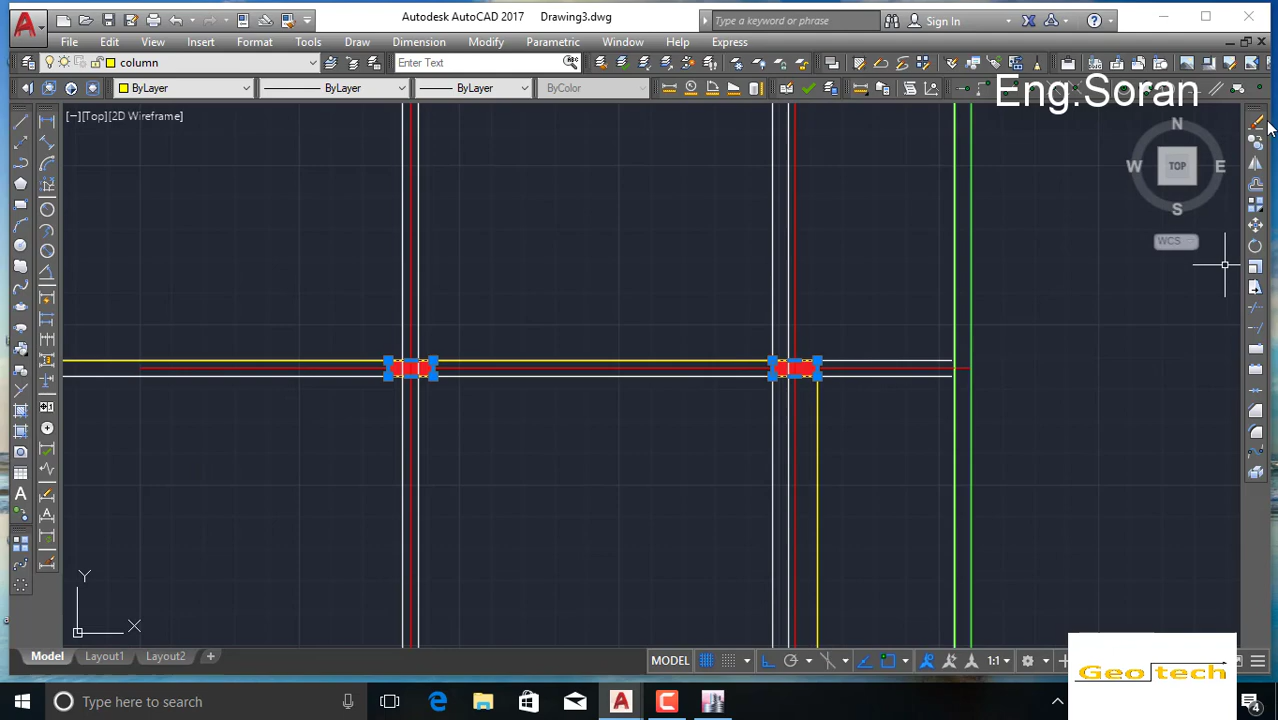 Autodesk AutoCAD 2017 Drawing3.dwg
Type a keyword or phrase
Sign In
File Edit View Insert Format Tools Draw Dimension Modify Parametric Window Help Express
column
Enter Text
ByLayer
ByLayer
ByLayer
ByColor
Eng.Soran
[−][Top][2D Wireframe]
N
W
TOP
E
S
WCS
Y
X
Model Layout1 Layout2
MODEL
1:1
Geotech
Type here to search
4